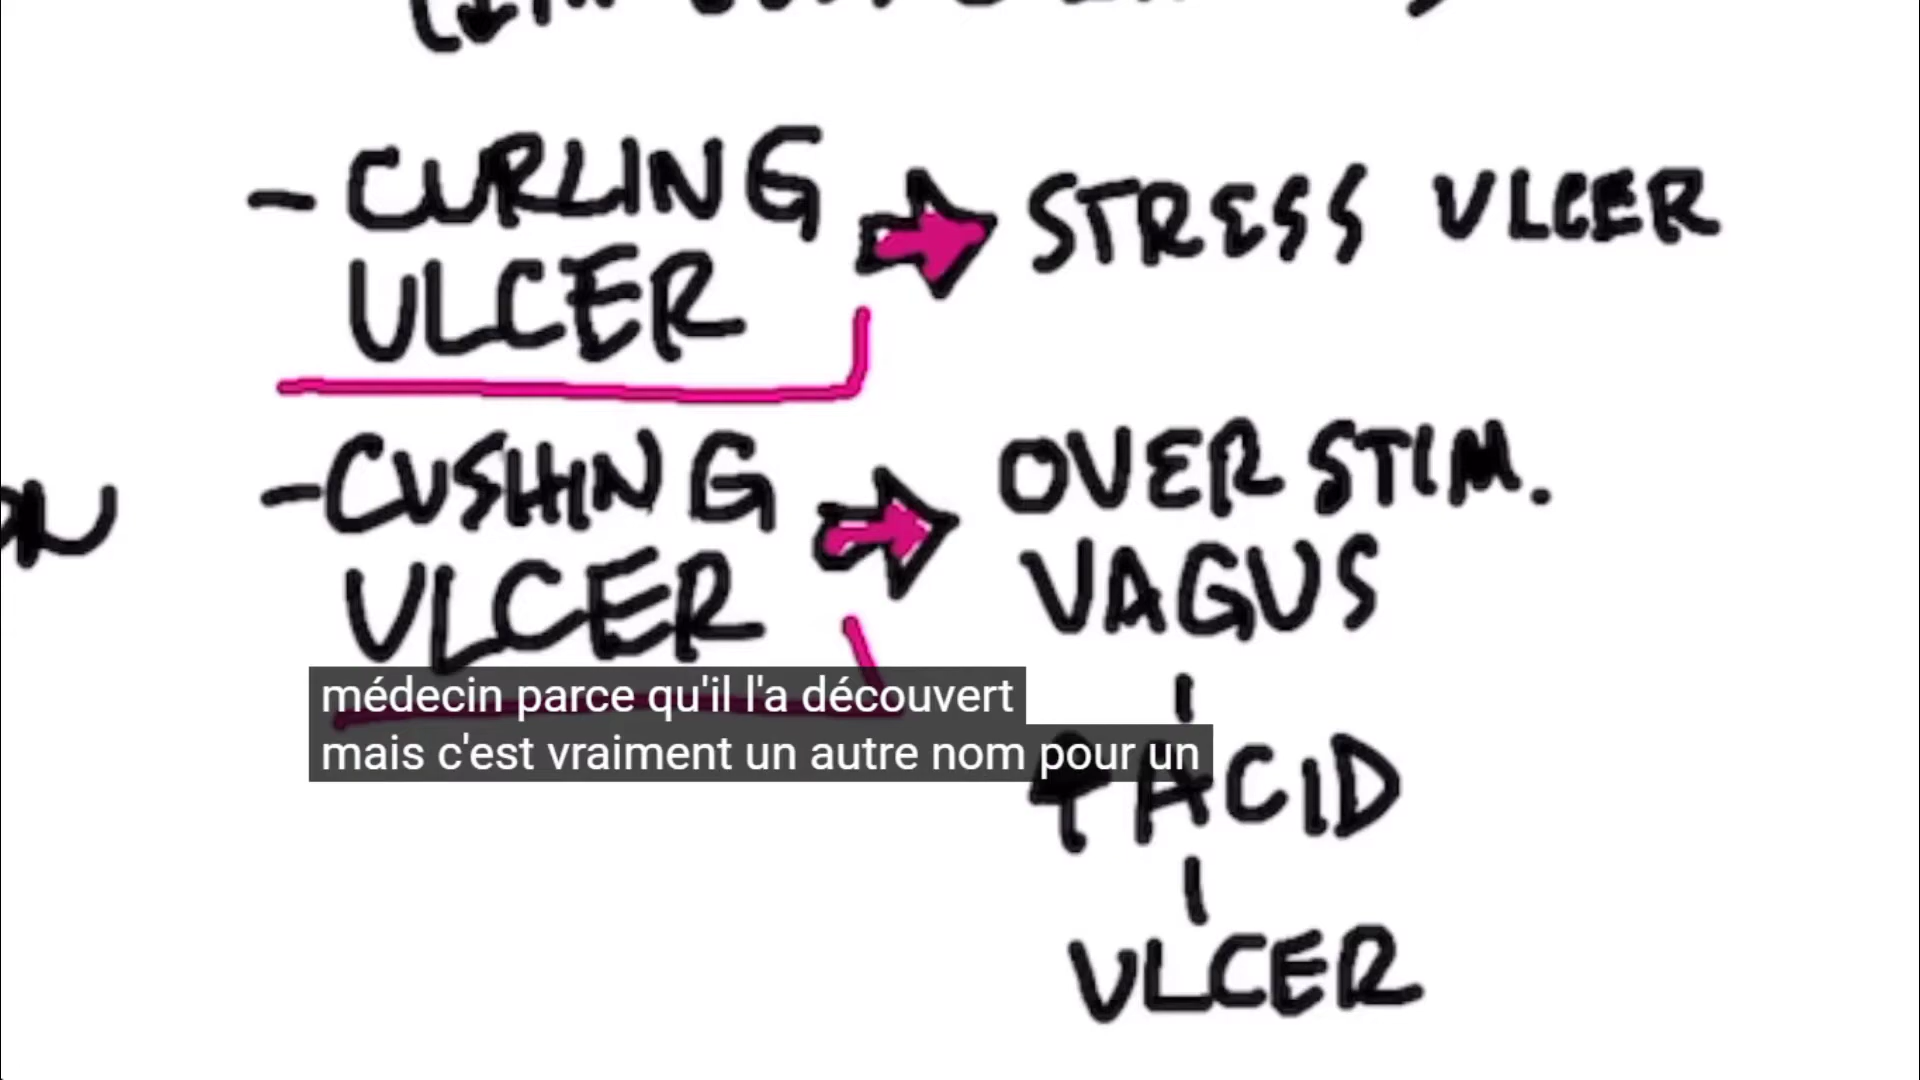 - CURLING
ULCER
STRESS ULCER
- CUSHING
ULCER
OVER STIM.
VAGUS
↑ ACID
ULCER
médecin parce qu'il l'a découvert
mais c'est vraiment un autre nom pour un